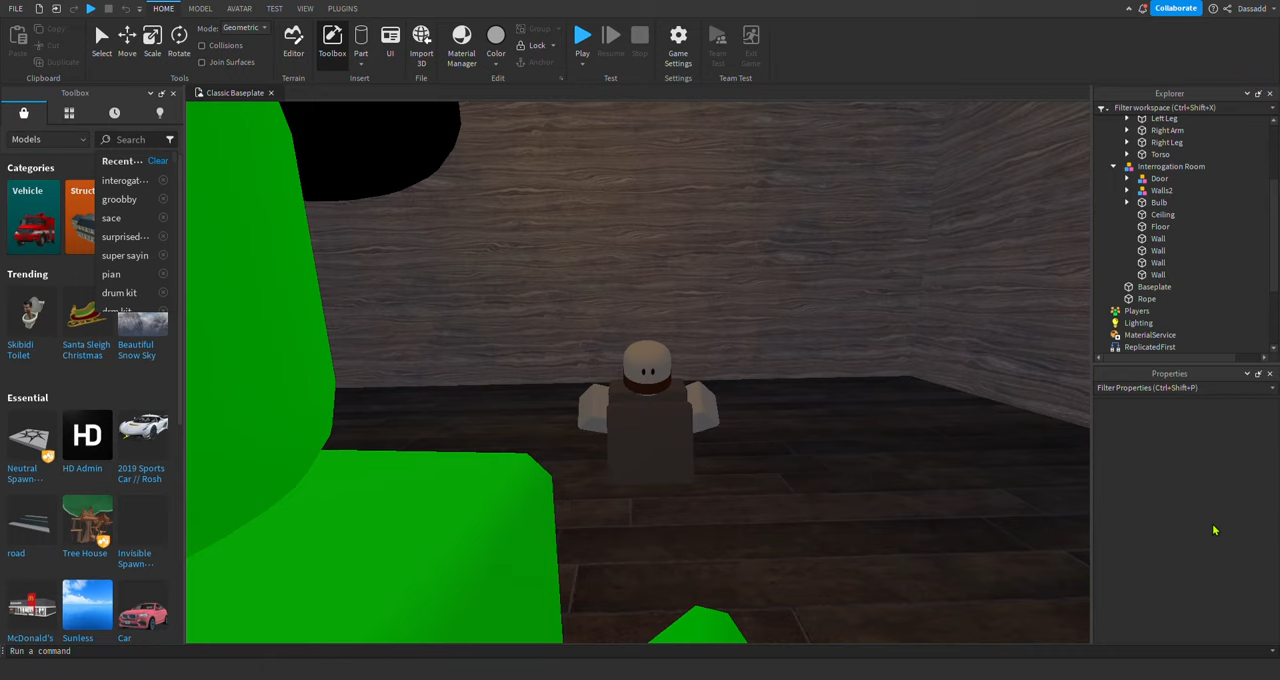 FILE HOME MODEL AVATAR TEST VIEW PLUGINS Collaborate Dassadd
Paste Copy Cut Duplicate Select Move Scale Rotate Mode: Geometric Collisions Join Surfaces Editor Toolbox Part UI Import 3D Material Manager Color Group Lock Anchor Play Resume Stop Game Settings Team Test Exit Game
Clipboard Tools Terrain Insert File Edit Test Settings Team Test
Toolbox
Models
Search
Categories
Recent... Clear
Vehicle
Struct
interogat...
groobby
sace
surprised...
super sayin
pian
drum kit
Trending
Skibidi Toilet
Santa Sleigh Christmas
Beautiful Snow Sky
Essential
HD
Neutral Spawn...
HD Admin
2019 Sports Car // Rosh
road
Tree House
Invisible Spawn...
McDonald's
Sunless
Car
Classic Baseplate
Explorer
Filter workspace (Ctrl+Shift+X)
Left Leg
Right Arm
Right Leg
Torso
Interrogation Room
Door
Walls2
Bulb
Ceiling
Floor
Wall
Wall
Wall
Wall
Baseplate
Rope
Players
Lighting
MaterialService
ReplicatedFirst
Properties
Filter Properties (Ctrl+Shift+P)
Run a command